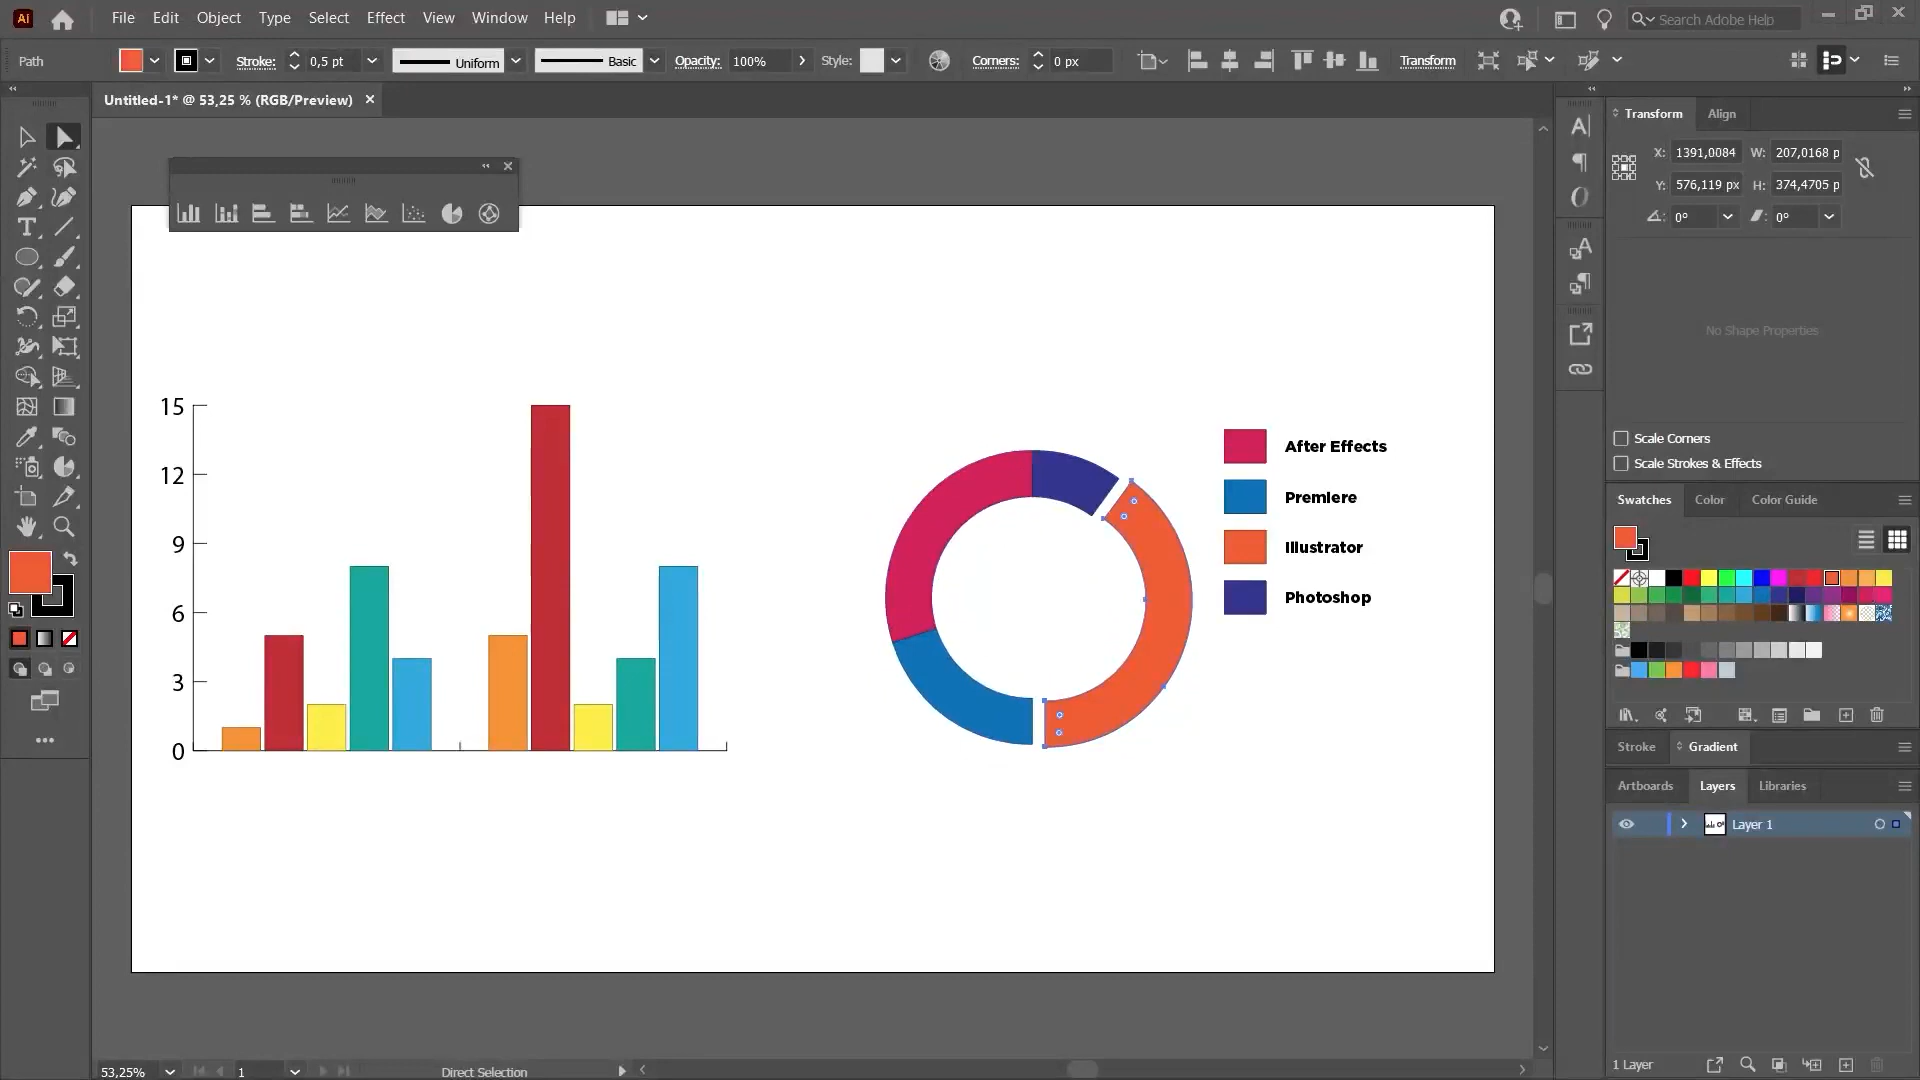 Ai File Edit Object Type Select Effect View Window Help Search Adobe Help
Path Stroke: 0,5 pt Uniform Basic Opacity: 100% Style: Corners: 0 px Transform
Untitled-1* @ 53,25 % (RGB/Preview)
Transform Align
X: 1391,0084 W: 207,0168 p
Y: 576,119 px H: 374,4705 p
0° 0°
No Shape Properties
Scale Corners
Scale Strokes & Effects
Swatches Color Color Guide
Stroke Gradient
Artboards Layers Libraries
Layer 1
1 Layer
15
12
9
6
3
0
After Effects
Premiere
Illustrator
Photoshop
53,25% 1 Direct Selection